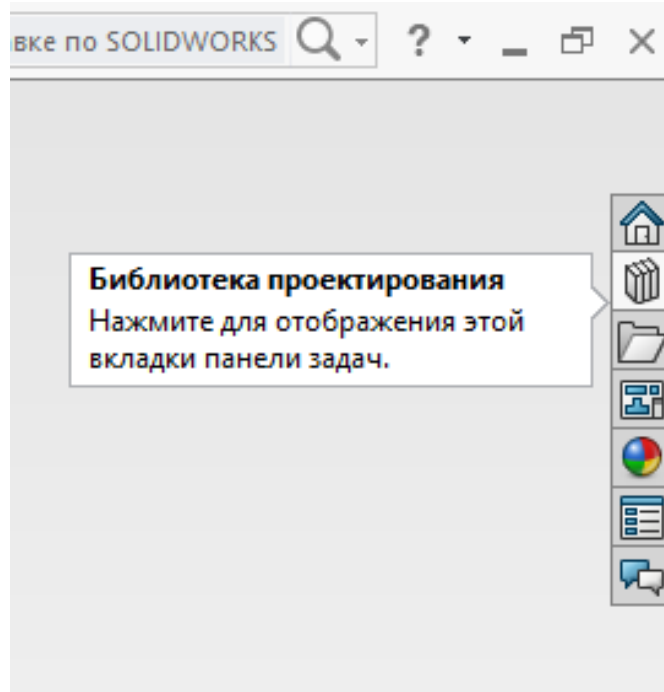 вке по SOLIDWORKS
?
Библиотека проектирования
Нажмите для отображения этой
вкладки панели задач.